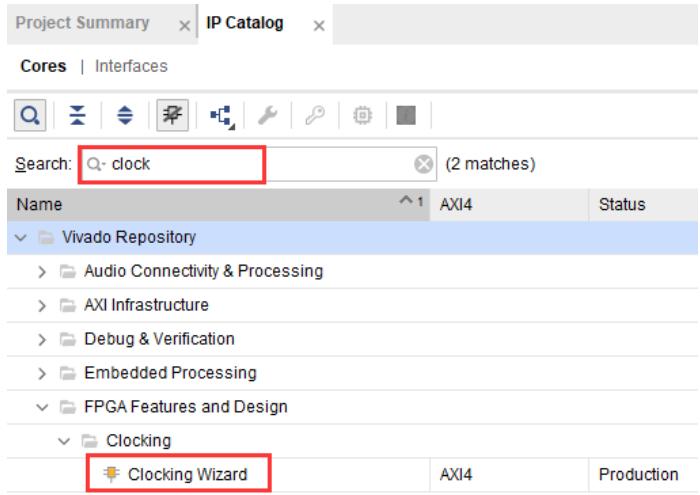 Project Summary × IP Catalog ×
Cores | Interfaces
Search: clock (2 matches)
Name ^1 AXI4 Status
Vivado Repository
Audio Connectivity & Processing
AXI Infrastructure
Debug & Verification
Embedded Processing
FPGA Features and Design
Clocking
Clocking Wizard AXI4 Production